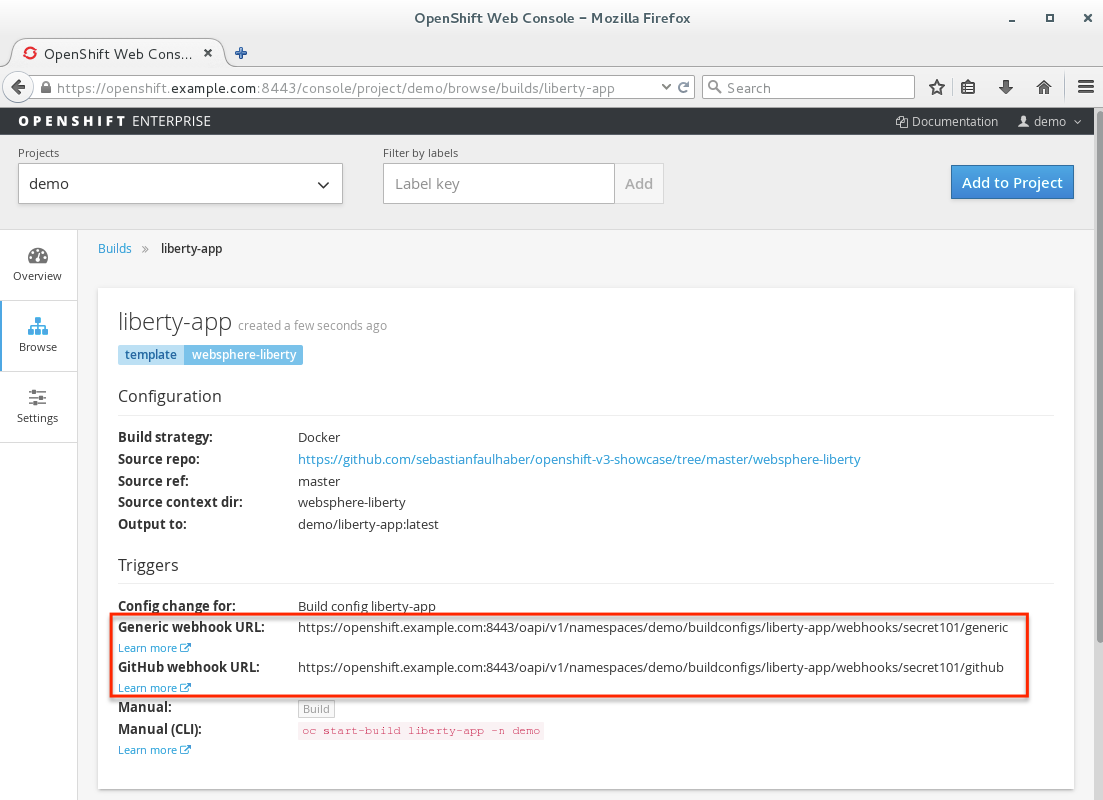 OpenShift Web Console - Mozilla Firefox
OpenShift Web Cons...
https://openshift.example.com:8443/console/project/demo/browse/builds/liberty-app
Search
OPENSHIFT ENTERPRISE
Documentation
demo
Projects
Filter by labels
demo
Label key
Add
Add to Project
Overview
Browse
Settings
Builds » liberty-app
liberty-app created a few seconds ago
template websphere-liberty
Configuration
Build strategy: Docker
Source repo: https://github.com/sebastianfaulhaber/openshift-v3-showcase/tree/master/websphere-liberty
Source ref: master
Source context dir: websphere-liberty
Output to: demo/liberty-app:latest
Triggers
Config change for: Build config liberty-app
Generic webhook URL: https://openshift.example.com:8443/oapi/v1/namespaces/demo/buildconfigs/liberty-app/webhooks/secret101/generic
Learn more
GitHub webhook URL: https://openshift.example.com:8443/oapi/v1/namespaces/demo/buildconfigs/liberty-app/webhooks/secret101/github
Learn more
Manual: Build
Manual (CLI): oc start-build liberty-app -n demo
Learn more